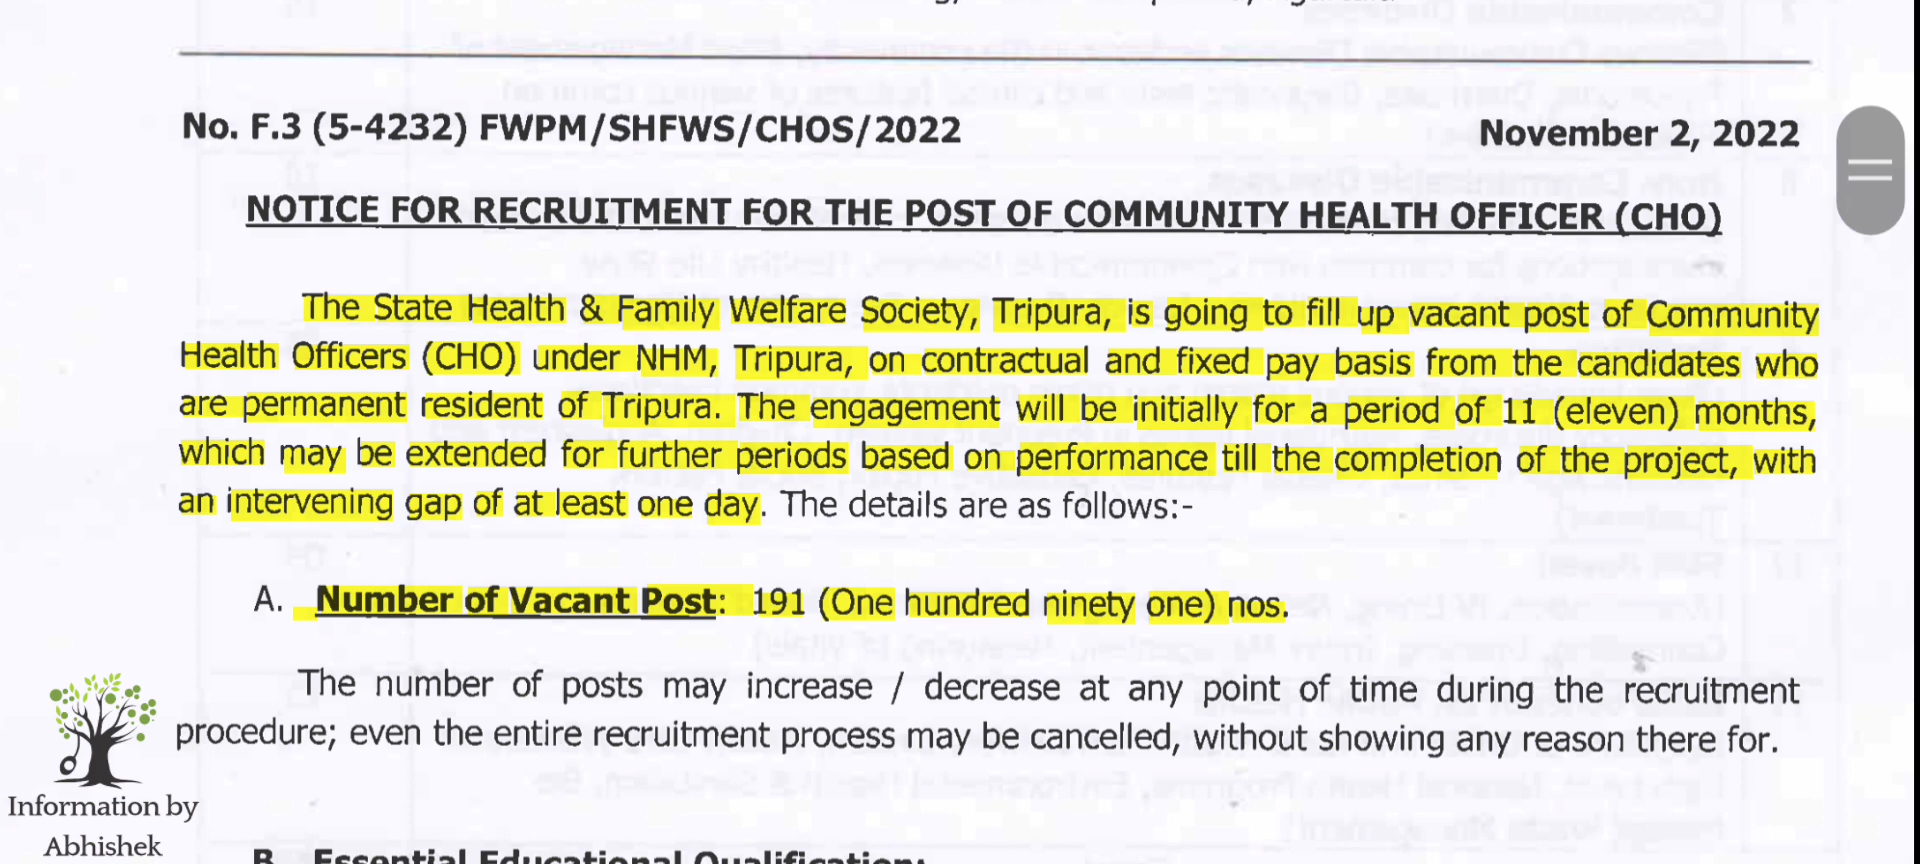 No. F.3 (5-4232) FWPM/SHFWS/CHOS/2022 November 2, 2022
NOTICE FOR RECRUITMENT FOR THE POST OF COMMUNITY HEALTH OFFICER (CHO)
The State Health & Family Welfare Society, Tripura, is going to fill up vacant post of Community
Health Officers (CHO) under NHM, Tripura, on contractual and fixed pay basis from the candidates who
are permanent resident of Tripura. The engagement will be initially for a period of 11 (eleven) months,
which may be extended for further periods based on performance till the completion of the project, with
an intervening gap of at least one day. The details are as follows:-
A. Number of Vacant Post: 191 (One hundred ninety one) nos.
The number of posts may increase / decrease at any point of time during the recruitment
procedure; even the entire recruitment process may be cancelled, without showing any reason there for.
Information by
Abhishek
B. Essential Educational Qualification: